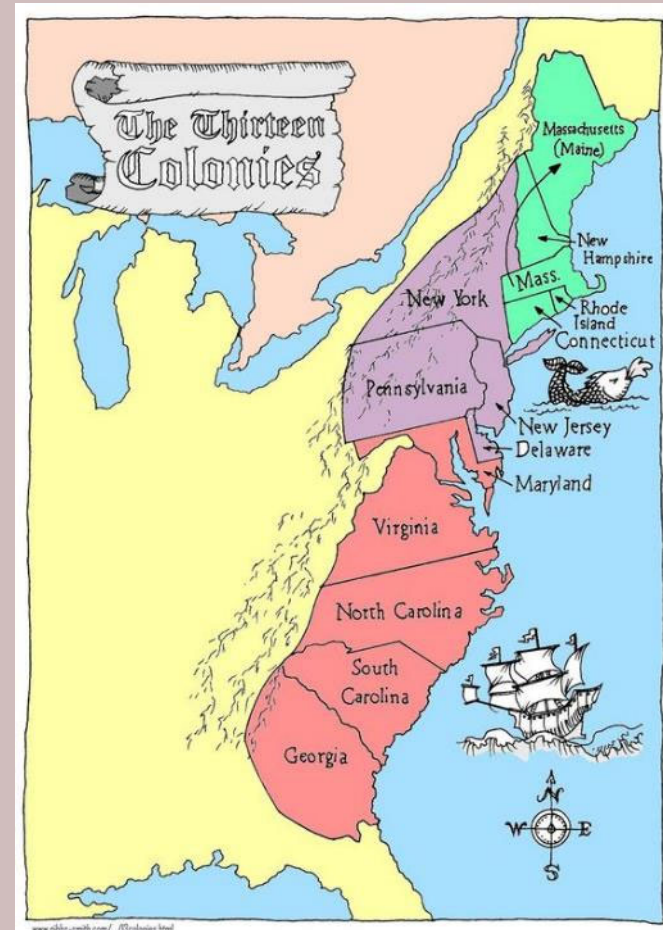 The Thirteen
Colonies
Massachusetts
(Maine)
New
Hampshire
Mass.
New York
Rhode
Island
Connecticut
Pennsylvania
New Jersey
Delaware
Maryland
Virginia
North Carolina
South
Carolina
Georgia
N
W E
S